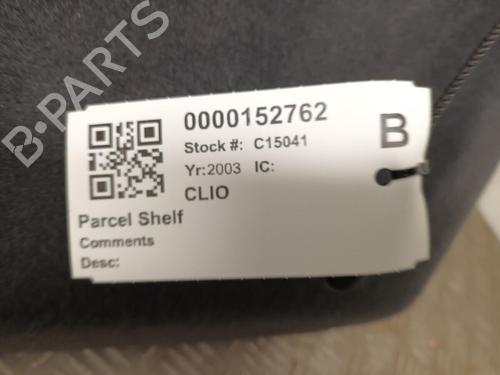 B-PARTS
0000152762
B
Stock #: C15041
Yr:2003 IC:
CLIO
Parcel Shelf
Comments
Desc: